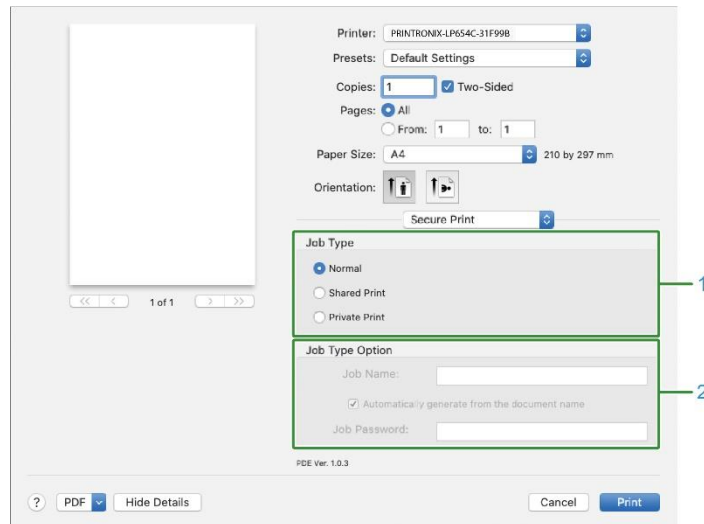 Printer: PRINTRONIX-LP654C-31F99B
Presets: Default Settings
Copies: 1 Two-Sided
Pages: All
From: 1 to: 1
Paper Size: A4 210 by 297 mm
Orientation:
Secure Print
Job Type
Normal
Shared Print
Private Print
1
<< < 1 of 1 > >>
Job Type Option
Job Name:
Automatically generate from the document name
Job Password:
2
PDE Ver. 1.0.3
? PDF Hide Details Cancel Print